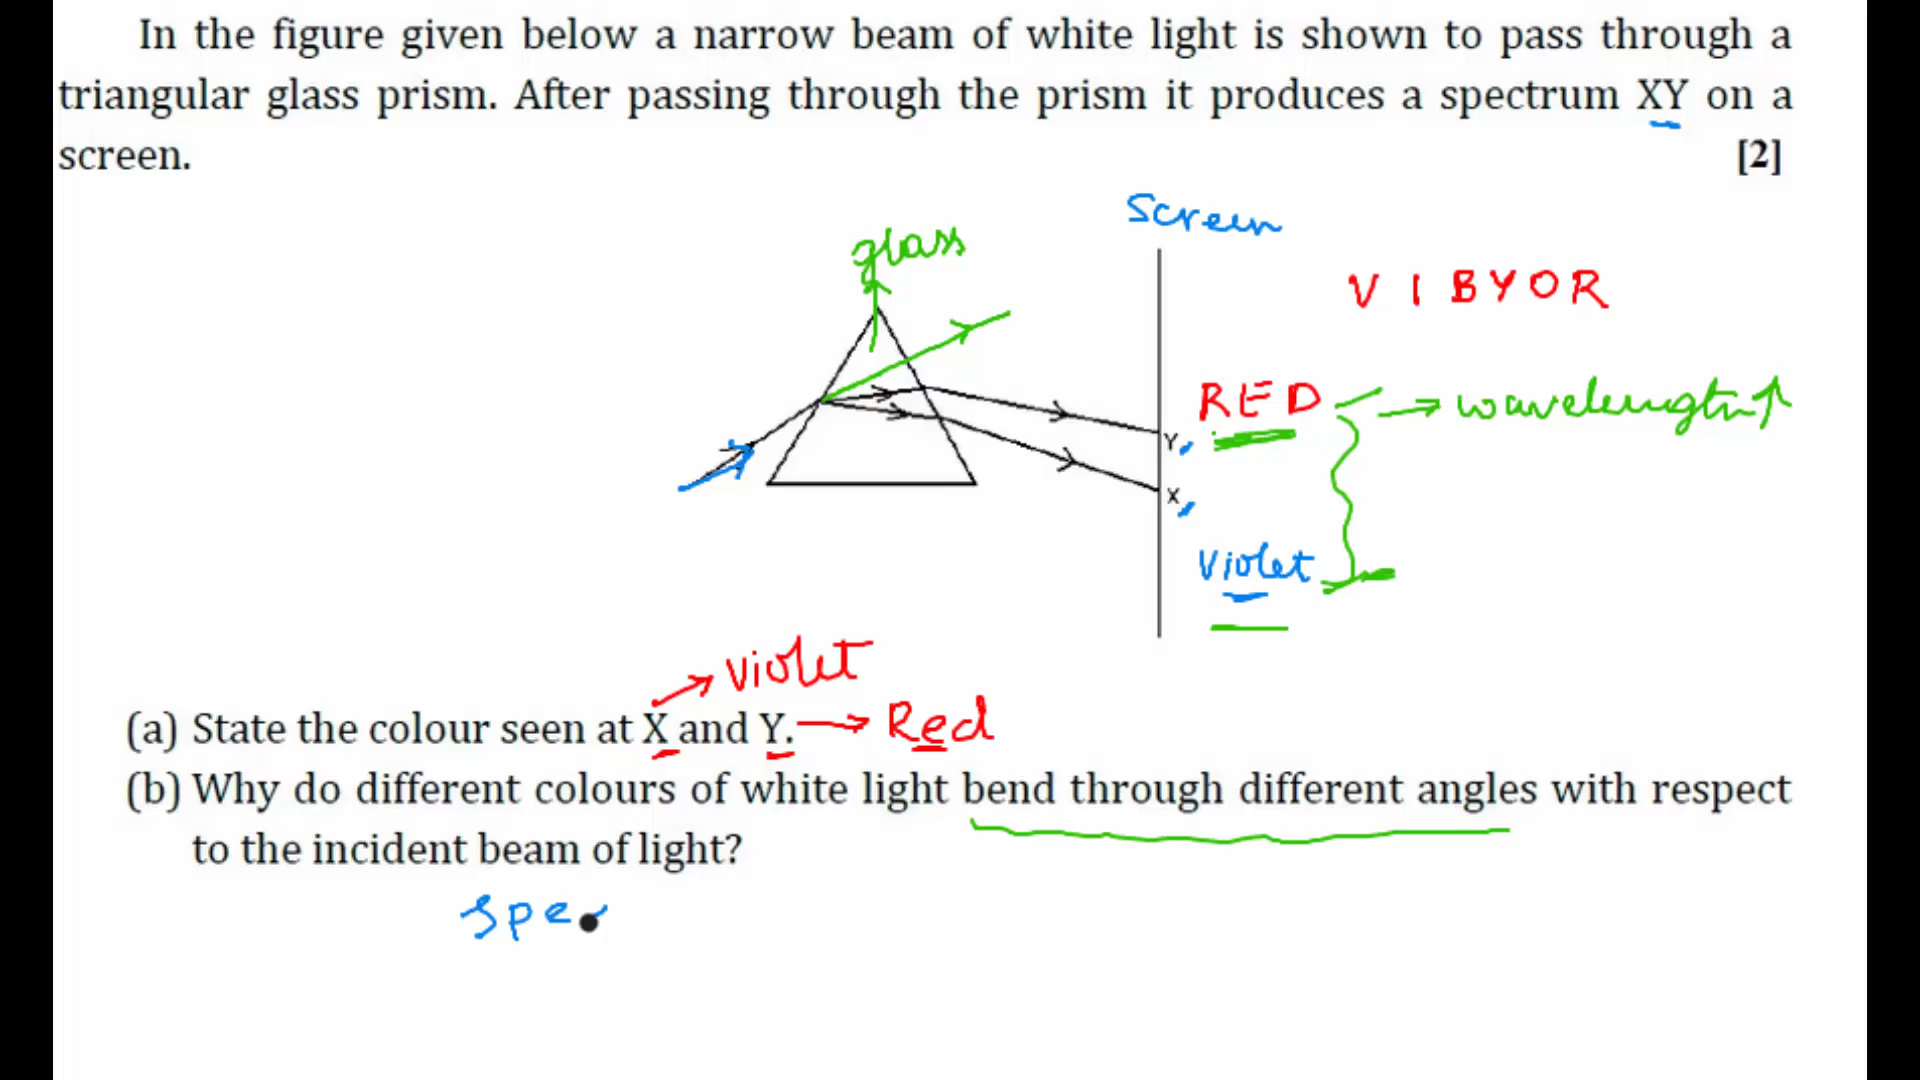 In the figure given below a narrow beam of white light is shown to pass through a
triangular glass prism. After passing through the prism it produces a spectrum XY on a
screen. [2]
Screen
glass
V I B Y O R
RED → wavelength↑
Y
X
Violet
→ Violet
(a) State the colour seen at X and Y. → Red
(b) Why do different colours of white light bend through different angles with respect
to the incident beam of light?
spe